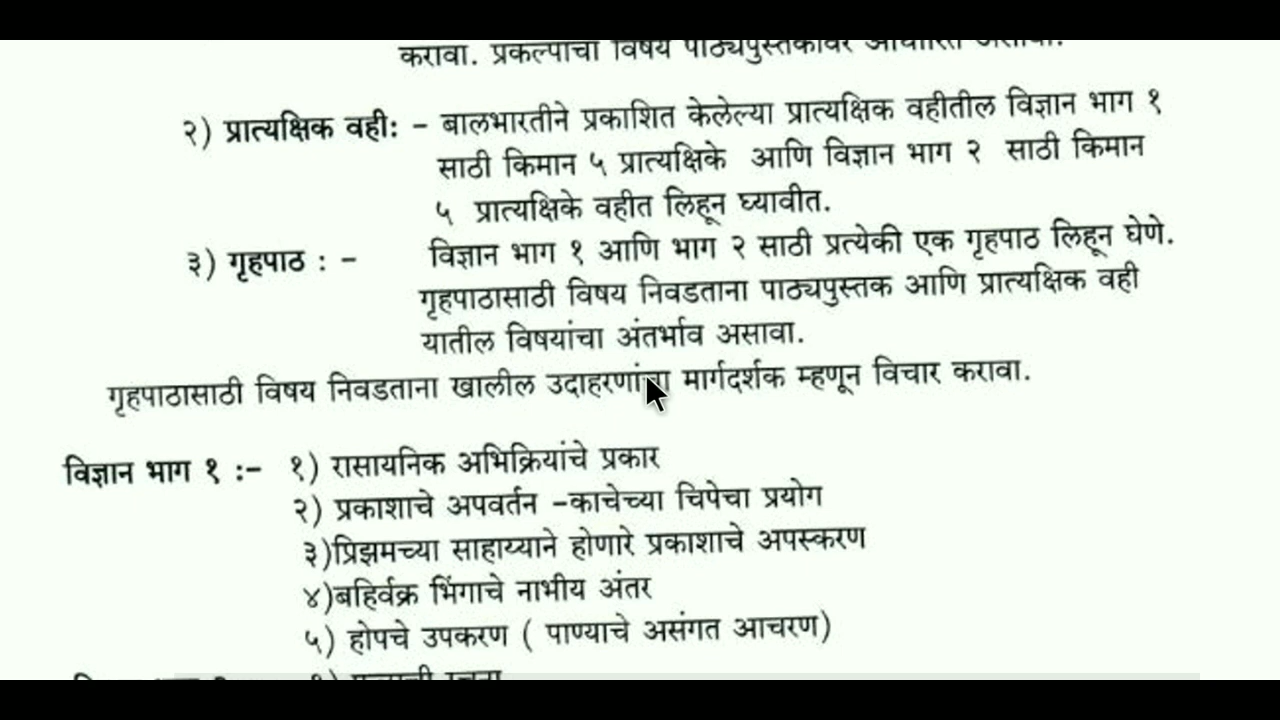 करावा. प्रकल्पाचा विषय पाठ्यपुस्तकावर आधारित असावा.
२) प्रात्यक्षिक वही: - बालभारतीने प्रकाशित केलेल्या प्रात्यक्षिक वहीतील विज्ञान भाग १
साठी किमान ५ प्रात्यक्षिके आणि विज्ञान भाग २ साठी किमान
५ प्रात्यक्षिके वहीत लिहून घ्यावीत.
३) गृहपाठ : - विज्ञान भाग १ आणि भाग २ साठी प्रत्येकी एक गृहपाठ लिहून घेणे.
गृहपाठासाठी विषय निवडताना पाठ्यपुस्तक आणि प्रात्यक्षिक वही
यातील विषयांचा अंतर्भाव असावा.
गृहपाठासाठी विषय निवडताना खालील उदाहरणांचा मार्गदर्शक म्हणून विचार करावा.
विज्ञान भाग १ :- १) रासायनिक अभिक्रियांचे प्रकार
२) प्रकाशाचे अपवर्तन -काचेच्या चिपेचा प्रयोग
३)प्रिझमच्या साहाय्याने होणारे प्रकाशाचे अपस्करण
४)बहिर्वक्र भिंगाचे नाभीय अंतर
५) होपचे उपकरण ( पाण्याचे असंगत आचरण)